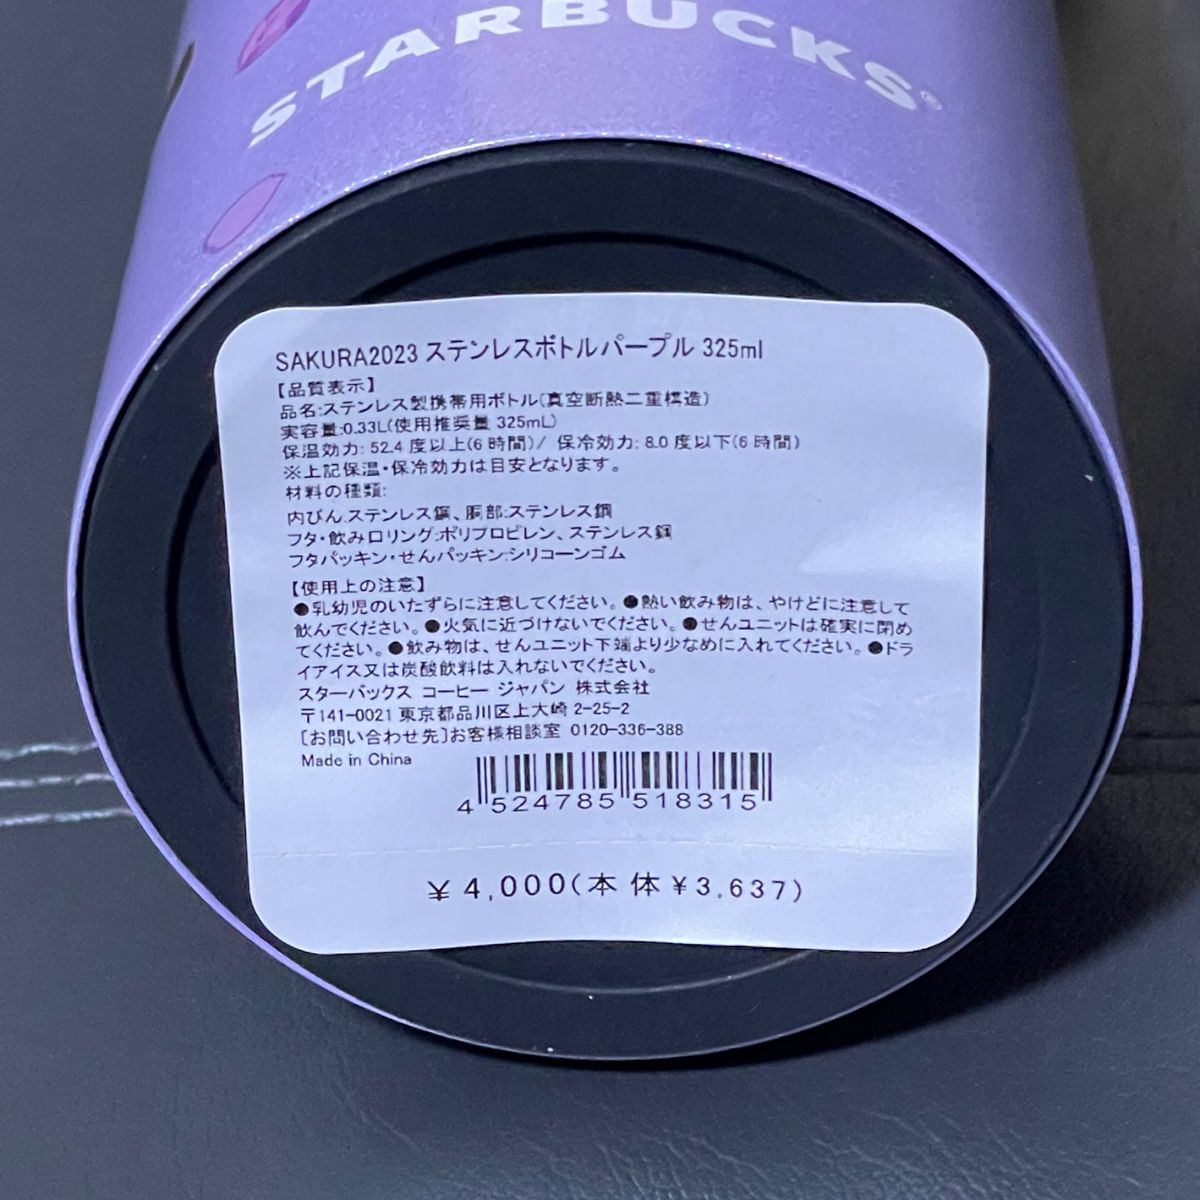 STARBUCKS®
SAKURA2023 ステンレスボトルパープル 325ml
【品質表示】
品名:ステンレス製携帯用ボトル(真空断熱二重構造)
実容量:0.33L(使用推奨量 325mL)
保温効力: 52.4 度以上(6 時間)/ 保冷効力: 8.0 度以下(6 時間)
※上記保温・保冷効力は目安となります。
材料の種類:
内びん:ステンレス鋼、胴部:ステンレス鋼
フタ・飲み口リング:ポリプロピレン、ステンレス鋼
フタパッキン・せんパッキン:シリコーンゴム
【使用上の注意】
●乳幼児のいたずらに注意してください。●熱い飲み物は、やけどに注意して
飲んでください。●火気に近づけないでください。●せんユニットは確実に閉め
てください。●飲み物は、せんユニット下端より少なめに入れてください。●ドラ
イアイス又は炭酸飲料は入れないでください。
スターバックス コーヒー ジャパン 株式会社
〒141-0021 東京都品川区上大崎 2-25-2
[お問い合わせ先]お客様相談室 0120-336-388
Made in China
4 524785 518315
¥4,000(本体¥3,637)